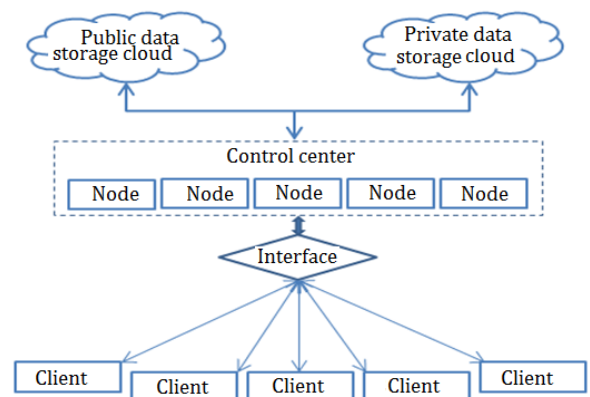 Public data
storage cloud
Private data
storage cloud
Control center
Node
Node
Node
Node
Node
Interface
Client
Client
Client
Client
Client